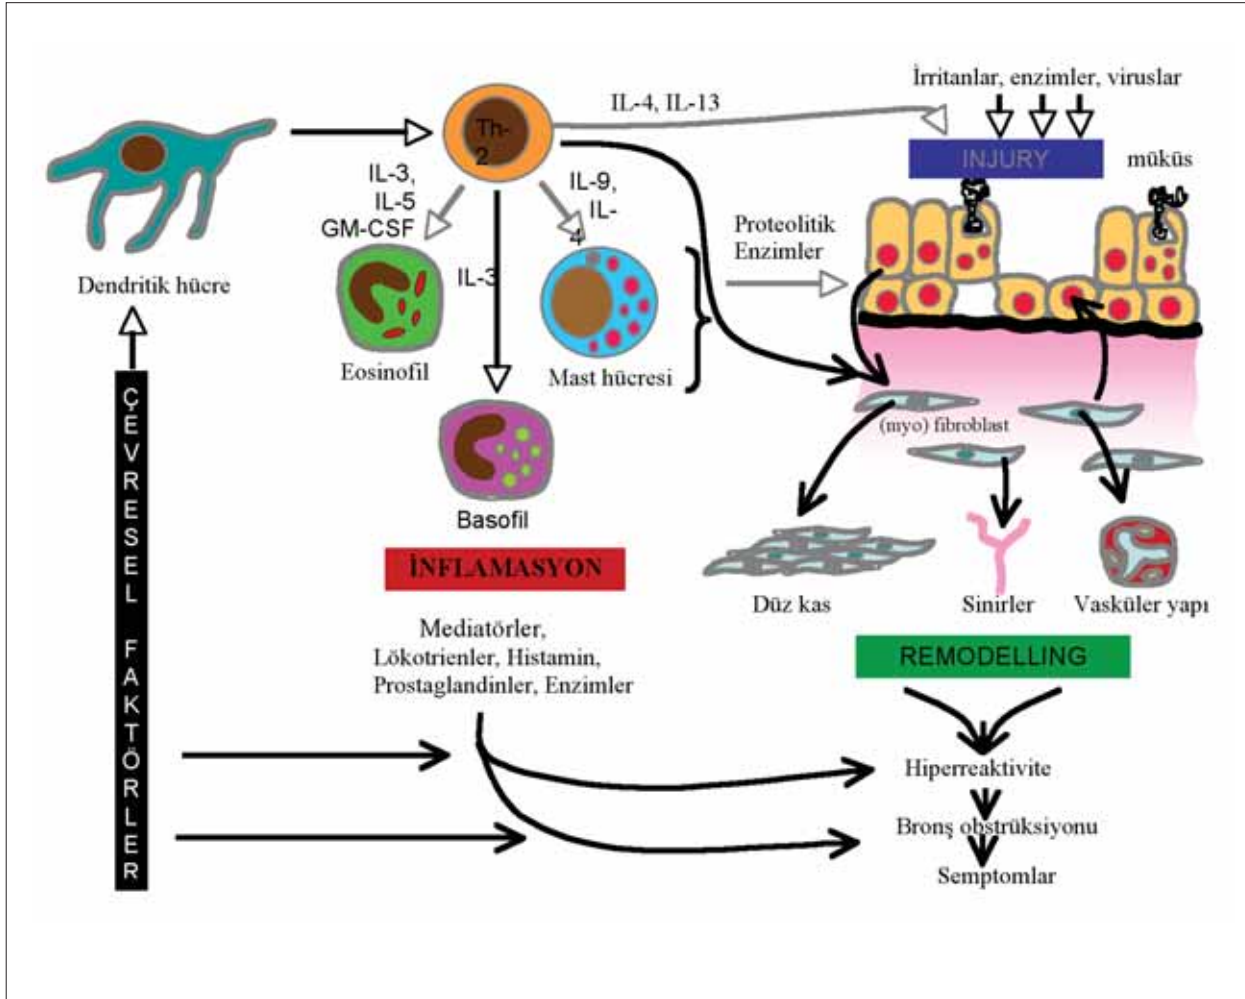 İrritanlar, enzimler, viruslar
IL-4, IL-13
Th-
2
INJURY
müküs
IL-3,
IL-5
GM-CSF
IL-9,
IL-
4
Proteolitik
Enzimler
Dendritik hücre
IL-3
Eosinofil
Mast hücresi
(myo) fibroblast
Basofil
İNFLAMASYON
Düz kas
Sinirler
Vasküler yapı
Mediatörler,
Lökotrienler, Histamin,
Prostaglandinler, Enzimler
REMODELLING
ÇEVRESEL FAKTÖRLER
Hiperreaktivite
Bronş obstrüksiyonu
Semptomlar